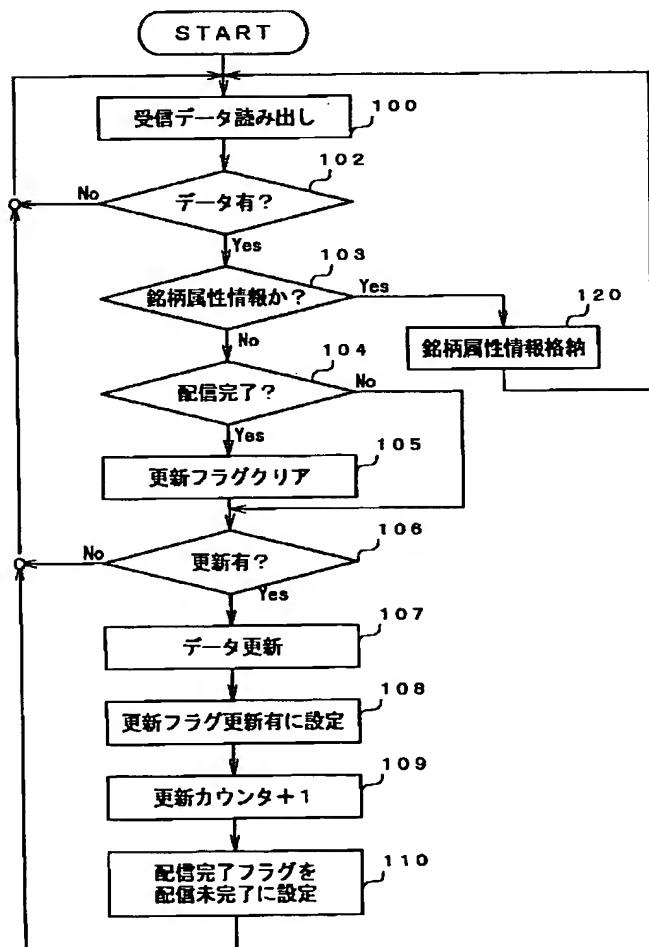 START
受信データ読み出し
100
102
データ有?
No
Yes
103
銘柄属性情報か?
Yes
No
120
銘柄属性情報格納
104
配信完了?
No
Yes
105
更新フラグクリア
106
更新有?
No
Yes
107
データ更新
108
更新フラグ更新有に設定
109
更新カウンタ+1
110
配信完了フラグを
配信未完了に設定